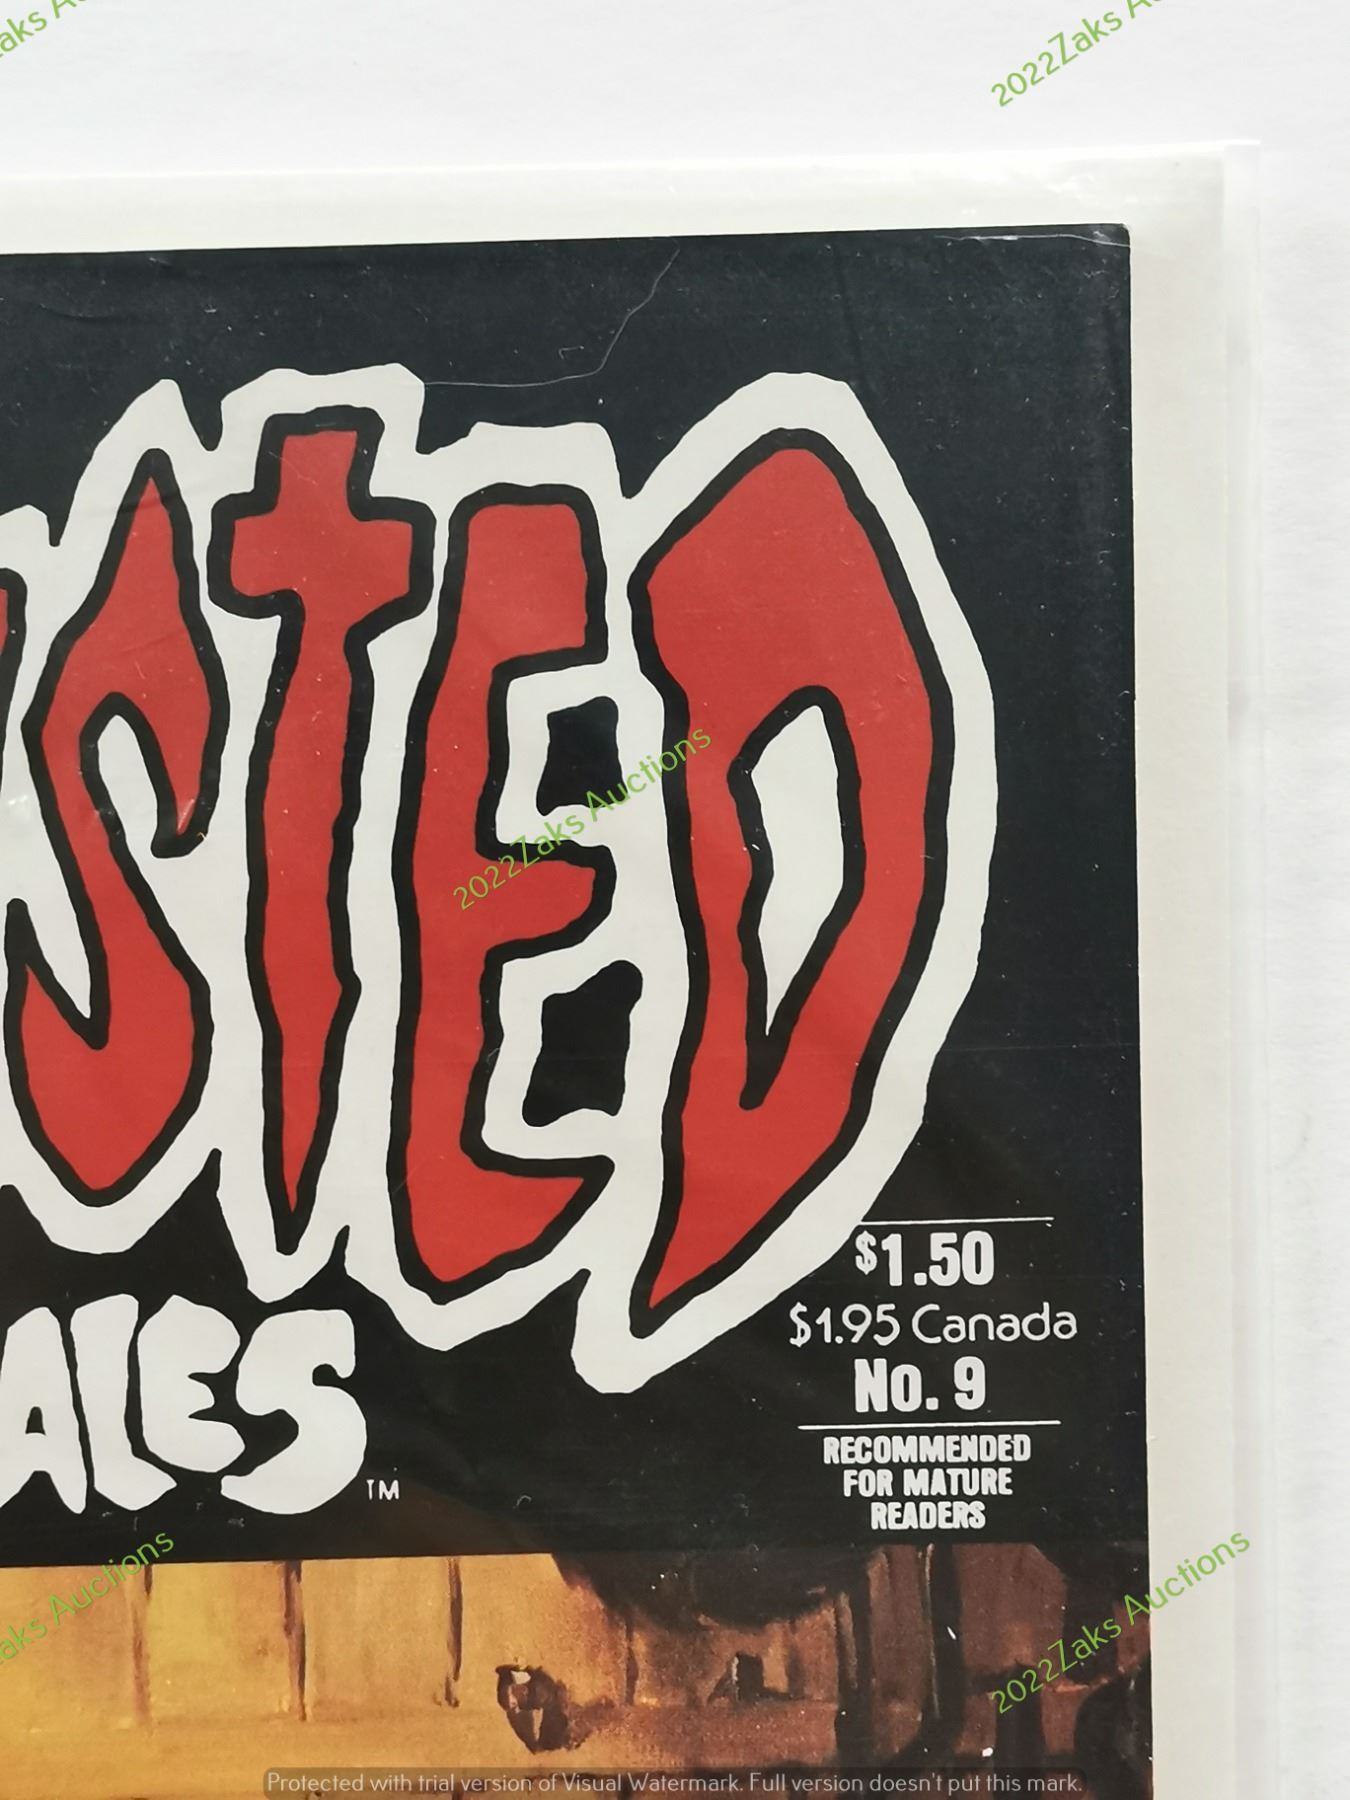 2022Zaks A
aks A
STED
2022Zaks Auctions
$1.50
$1.95 Canada
No. 9
ALES
TM
RECOMMENDED
FOR MATURE
READERS
aks Auctions
2022Zaks Auctions
Protected with trial version of Visual Watermark. Full version doesn't put this mark.